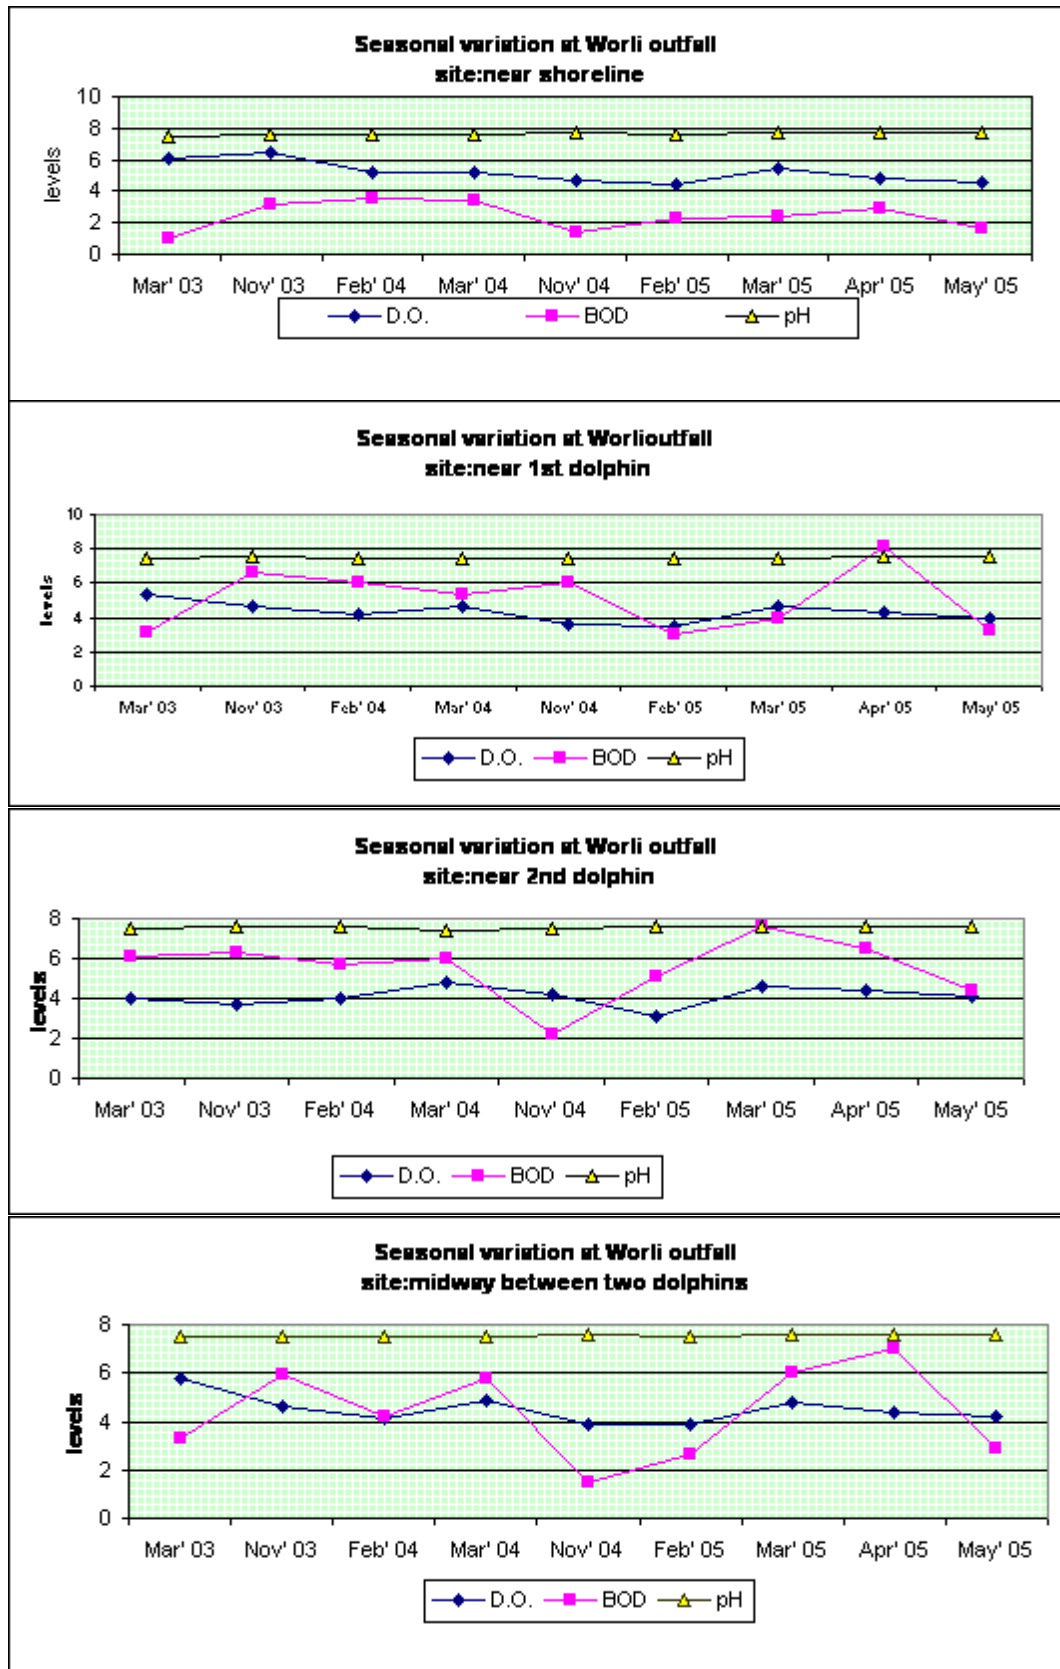 Seasonal variation at Worli outfall
site:near shoreline
10
8
6
4
2
0
levels
Mar' 03 Nov' 03 Feb' 04 Mar' 04 Nov' 04 Feb' 05 Mar' 05 Apr' 05 May' 05
D.O. BOD pH
Seasonal variation at Worlioutfall
site:near 1st dolphin
10
8
6
4
2
0
levels
Mar' 03 Nov' 03 Feb' 04 Mar' 04 Nov' 04 Feb' 05 Mar' 05 Apr' 05 May' 05
D.O. BOD pH
Seasonal variation at Worli outfall
site:near 2nd dolphin
8
6
4
2
0
levels
Mar' 03 Nov' 03 Feb' 04 Mar' 04 Nov' 04 Feb' 05 Mar' 05 Apr' 05 May' 05
D.O. BOD pH
Seasonal variation at Worli outfall
site:midway between two dolphins
8
6
4
2
0
levels
Mar' 03 Nov' 03 Feb' 04 Mar' 04 Nov' 04 Feb' 05 Mar' 05 Apr' 05 May' 05
D.O. BOD pH